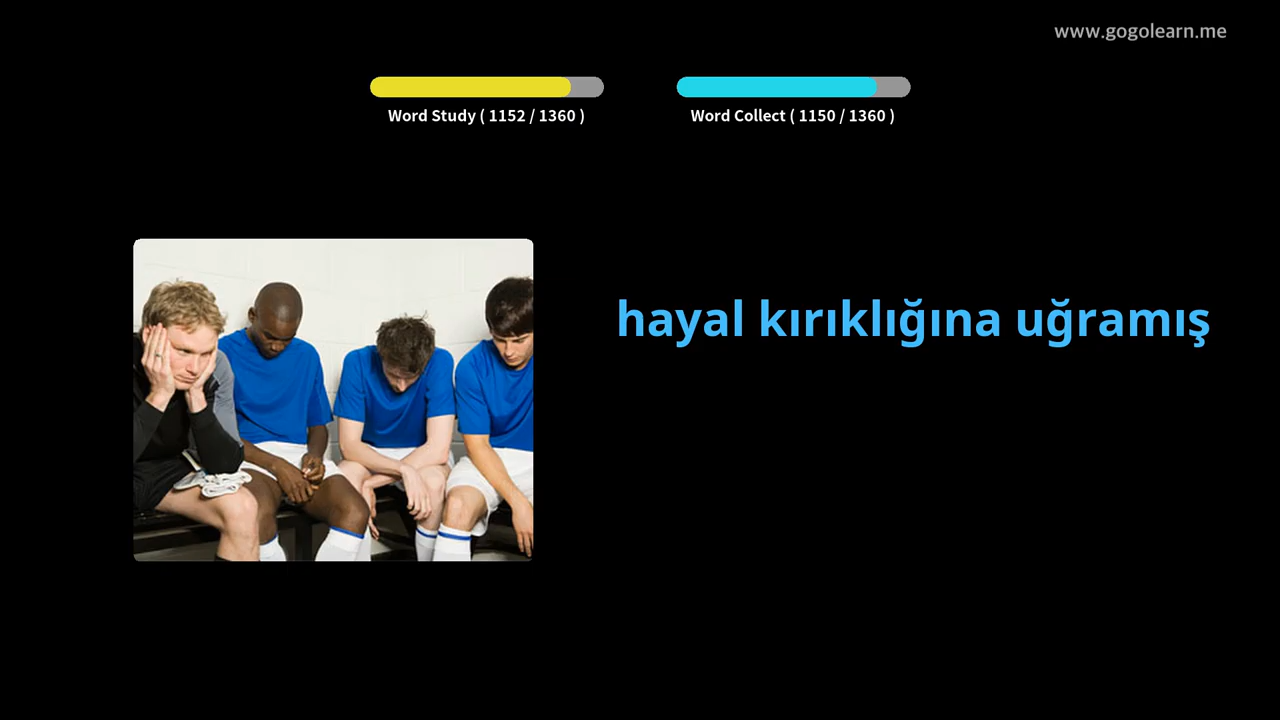 www.gogolearn.me
Word Study ( 1152 / 1360 )
Word Collect ( 1150 / 1360 )
hayal kırıklığına uğramış